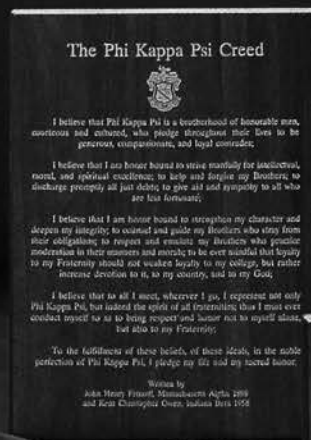 The Phi Kappa Psi Creed
I believe that Phi Kappa Psi is a brotherhood of honorable men,
courteous and cultured, who pledge throughout their lives to be
generous, compassionate, and loyal comrades;
I believe that I am honor bound to strive manfully for intellectual,
moral, and spiritual excellence; to help and forgive my Brothers; to
discharge promptly all just debts; to give aid and sympathy to all who
are less fortunate;
I believe that I am honor bound to strengthen my character and
deepen my integrity; to counsel and guide my Brothers who stray from
their obligations; to respect and emulate my Brothers who practice
moderation in their manners and morals; to be ever mindful that loyalty
to my Fraternity should not weaken loyalty to my college, but rather
increase devotion to it, to my country, and to my God;
I believe that to all I meet, wherever I go, I represent not only
Phi Kappa Psi, but indeed the spirit of all fraternities; thus I must ever
conduct myself so as to bring respect and honor not to myself alone,
but also to my Fraternity;
To the fulfillment of these beliefs, of these ideals, in the noble
perfection of Phi Kappa Psi, I pledge my life and my sacred honor.
Written by
John Henry Massachusetts Alpha
and Kent Christopher Owen, Indiana Beta 1958